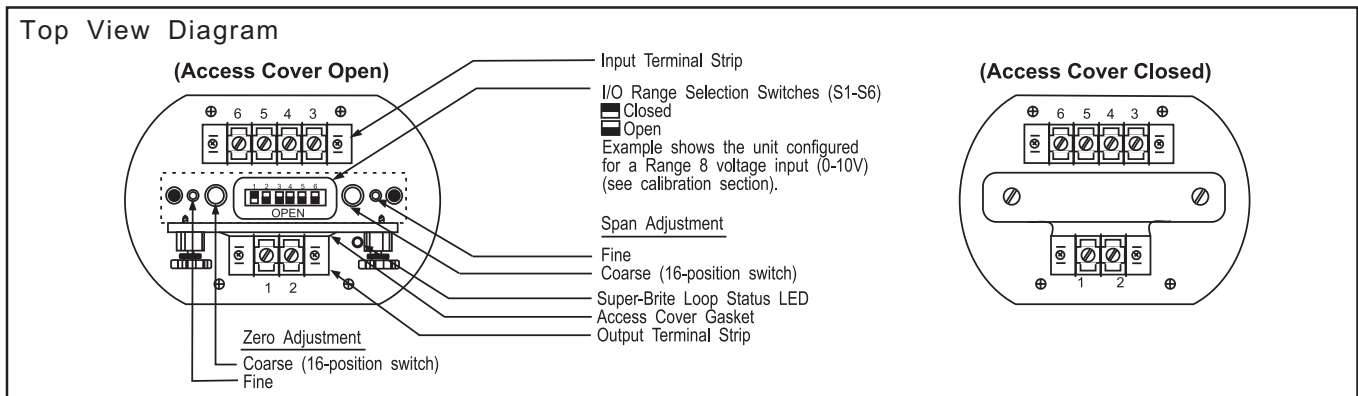 Top View Diagram
(Access Cover Open)
6 5 4 3
1 2 3 4 5 6
OPEN
1 2
Zero Adjustment
Coarse (16-position switch)
Fine
Input Terminal Strip
I/O Range Selection Switches (S1-S6)
Closed
Open
Example shows the unit configured
for a Range 8 voltage input (0-10V)
(see calibration section).
Span Adjustment
Fine
Coarse (16-position switch)
Super-Brite Loop Status LED
Access Cover Gasket
Output Terminal Strip
(Access Cover Closed)
6 5 4 3
1 2